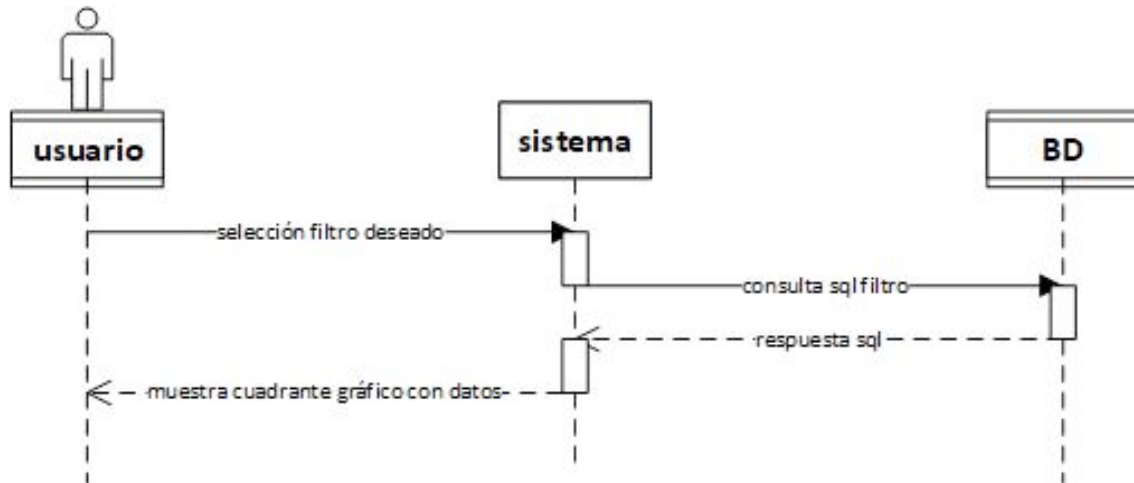 usuario
sistema
BD
selección filtro deseado
consulta sql filtro
respuesta sql
muestra cuadrante gráfico con datos